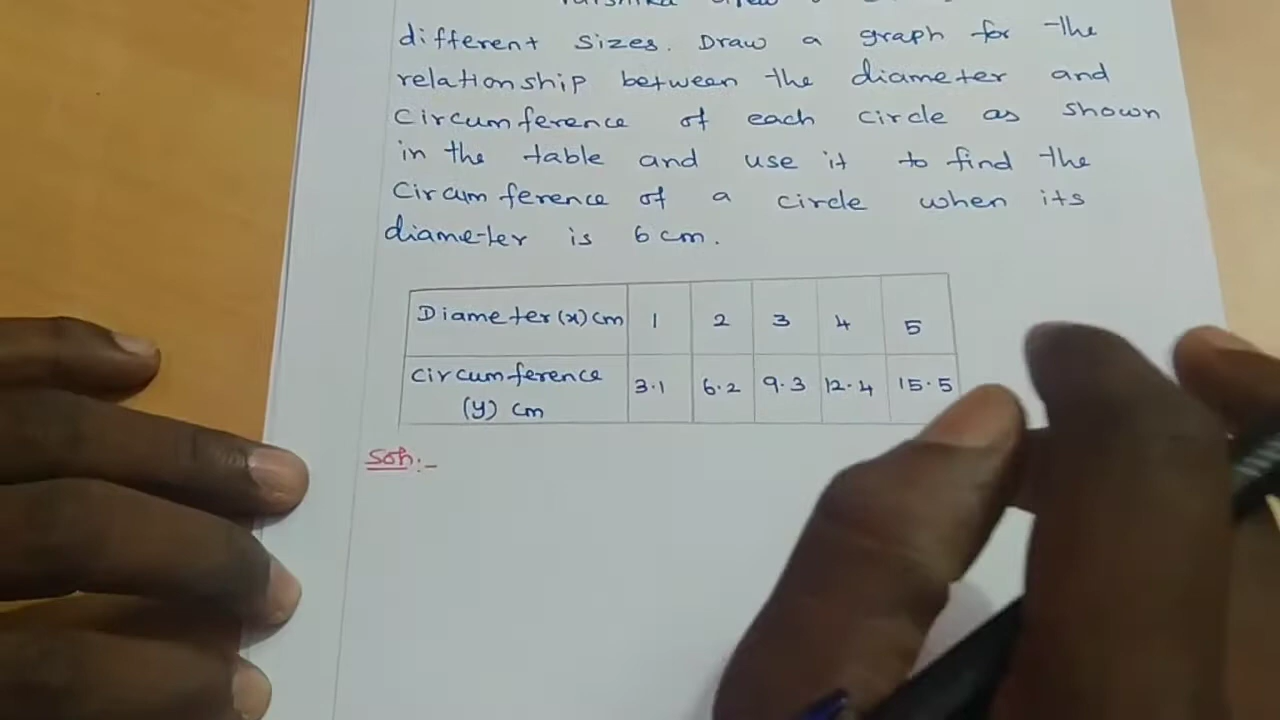 different sizes. Draw a graph for the
relationship between the diameter and
Circumference of each circle as shown
in the table and use it to find the
Circumference of a circle when its
diameter is 6 cm.
Diameter (x) cm 1 2 3 4 5
Circumference (y) cm 3.1 6.2 9.3 12.4 15.5
Soln:-